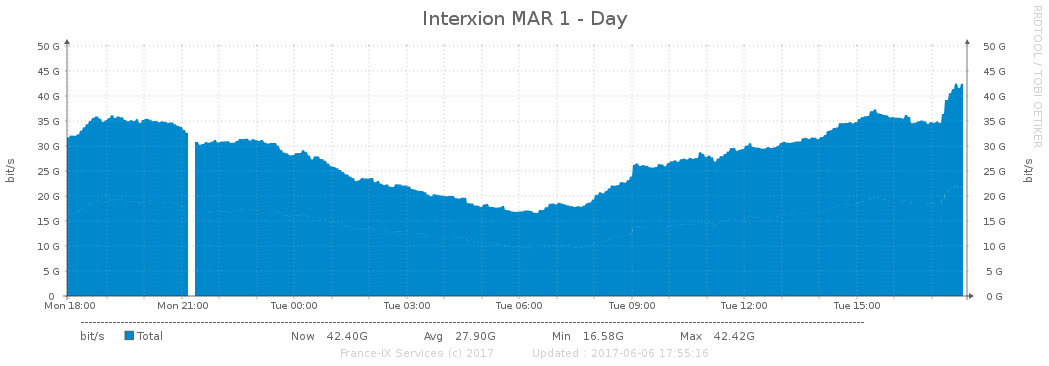 Interxion MAR 1 - Day
RRDTOOL / TOBI OETIKER
50 G 50 G
45 G 45 G
40 G 40 G
35 G 35 G
30 G 30 G
25 G 25 G
20 G 20 G
15 G 15 G
10 G 10 G
5 G 5 G
0 0 G
bit/s bit/s
Mon 18:00 Mon 21:00 Tue 00:00 Tue 03:00 Tue 06:00 Tue 09:00 Tue 12:00 Tue 15:00
bit/s Total Now 42.40G Avg 27.90G Min 16.58G Max 42.42G
France-IX Services (c) 2017 Updated : 2017-06-06 17:55:16